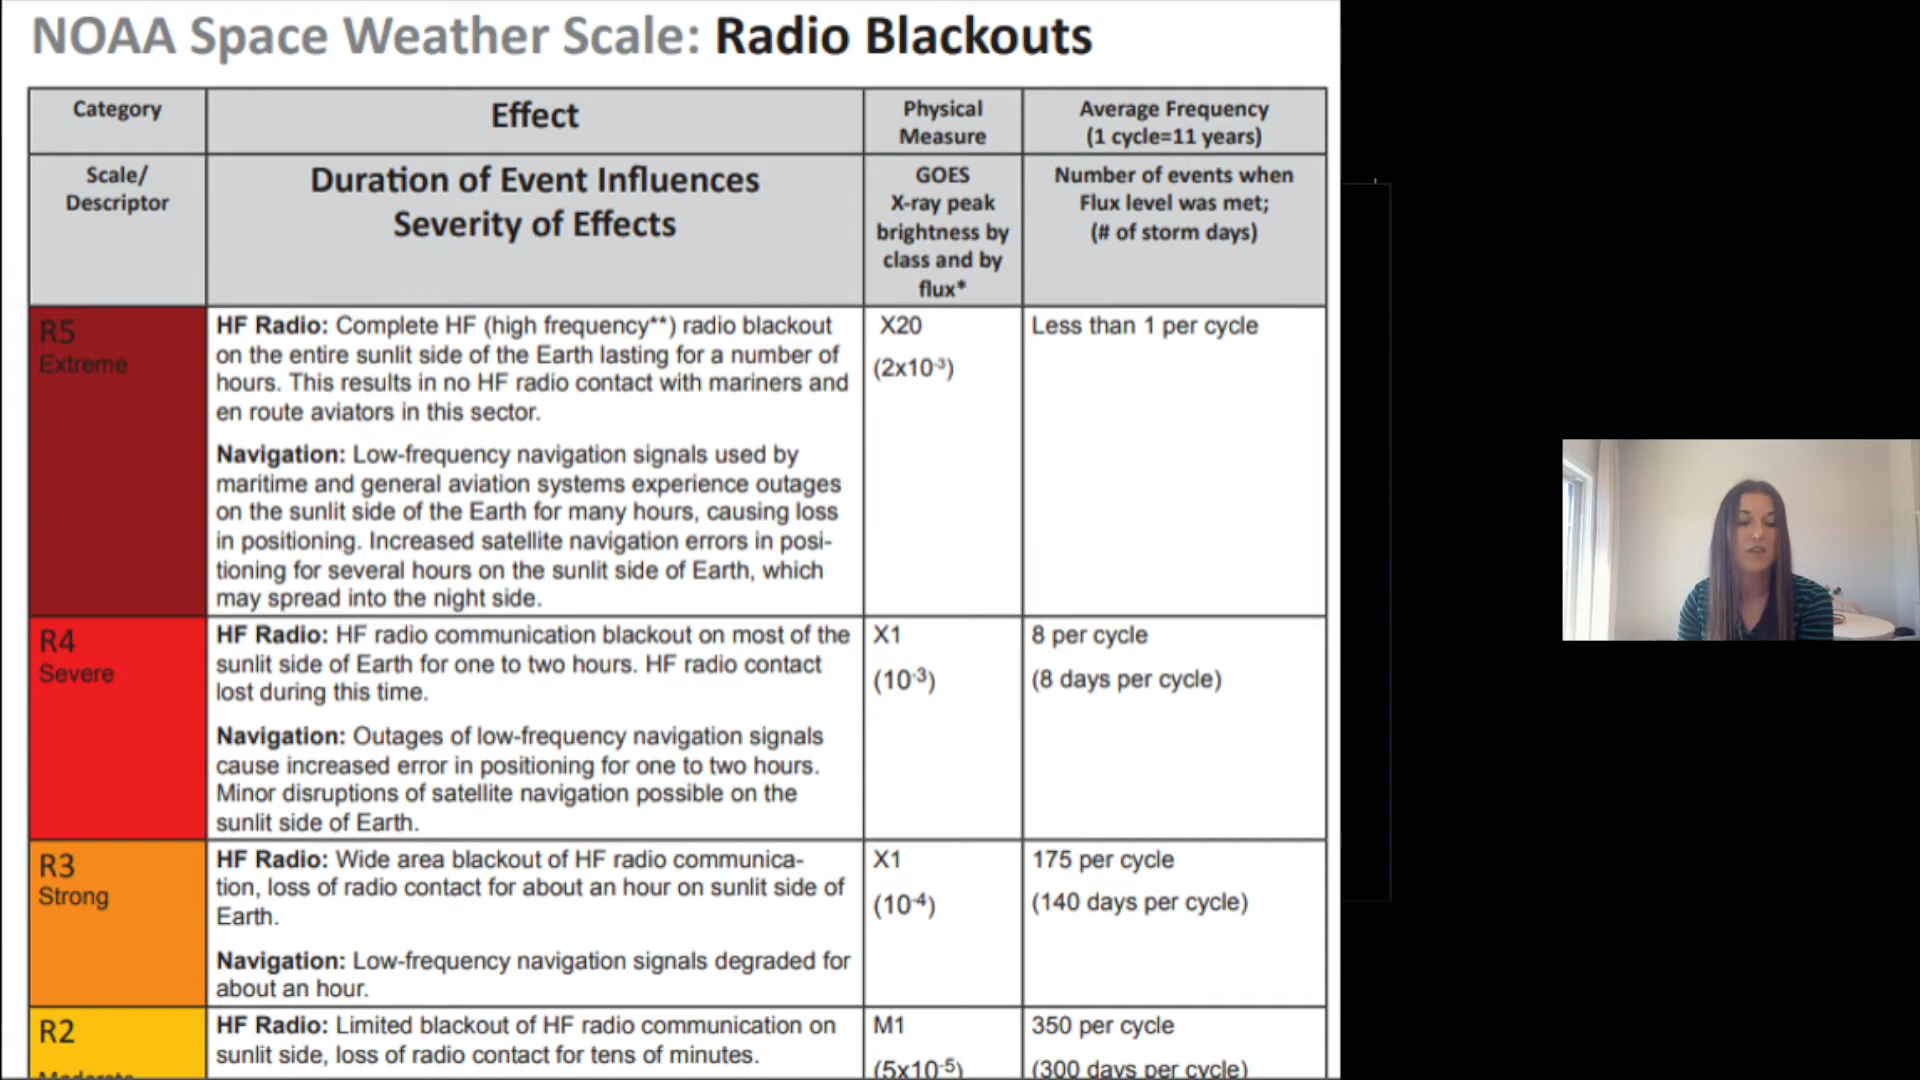 NOAA Space Weather Scale: Radio Blackouts
Category
Effect
Physical
Measure
Average Frequency
(1 cycle=11 years)
Scale/
Descriptor
Duration of Event Influences
Severity of Effects
GOES
X-ray peak
brightness by
class and by
flux*
Number of events when
Flux level was met;
(# of storm days)
R5
Extreme
HF Radio: Complete HF (high frequency**) radio blackout
on the entire sunlit side of the Earth lasting for a number of
hours. This results in no HF radio contact with mariners and
en route aviators in this sector.
Navigation: Low-frequency navigation signals used by
maritime and general aviation systems experience outages
on the sunlit side of the Earth for many hours, causing loss
in positioning. Increased satellite navigation errors in posi-
tioning for several hours on the sunlit side of Earth, which
may spread into the night side.
X20
(2x10⁻³)
Less than 1 per cycle
R4
Severe
HF Radio: HF radio communication blackout on most of the
sunlit side of Earth for one to two hours. HF radio contact
lost during this time.
Navigation: Outages of low-frequency navigation signals
cause increased error in positioning for one to two hours.
Minor disruptions of satellite navigation possible on the
sunlit side of Earth.
X1
(10⁻³)
8 per cycle
(8 days per cycle)
R3
Strong
HF Radio: Wide area blackout of HF radio communica-
tion, loss of radio contact for about an hour on sunlit side of
Earth.
Navigation: Low-frequency navigation signals degraded for
about an hour.
X1
(10⁻⁴)
175 per cycle
(140 days per cycle)
R2
Moderate
HF Radio: Limited blackout of HF radio communication on
sunlit side, loss of radio contact for tens of minutes.
M1
(5x10⁻⁵)
350 per cycle
(300 days per cycle)